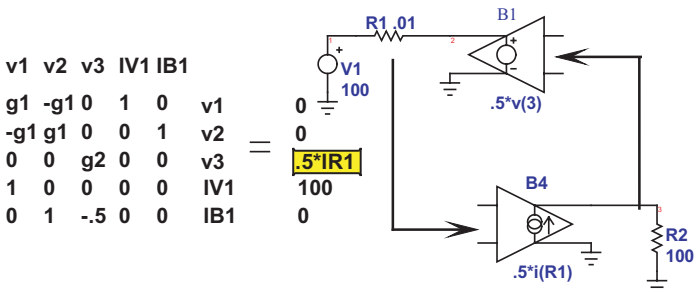 v1 v2 v3 IV1 IB1
g1 -g1 0 1 0 v1 0
-g1 g1 0 0 1 v2 = 0
0 0 g2 0 0 v3 .5*IR1
1 0 0 0 0 IV1 100
0 1 -.5 0 0 IB1 0
R1 .01
1
2
B1
+
-
+
V1
100
.5*v(3)
B4
3
R2
100
.5*i(R1)